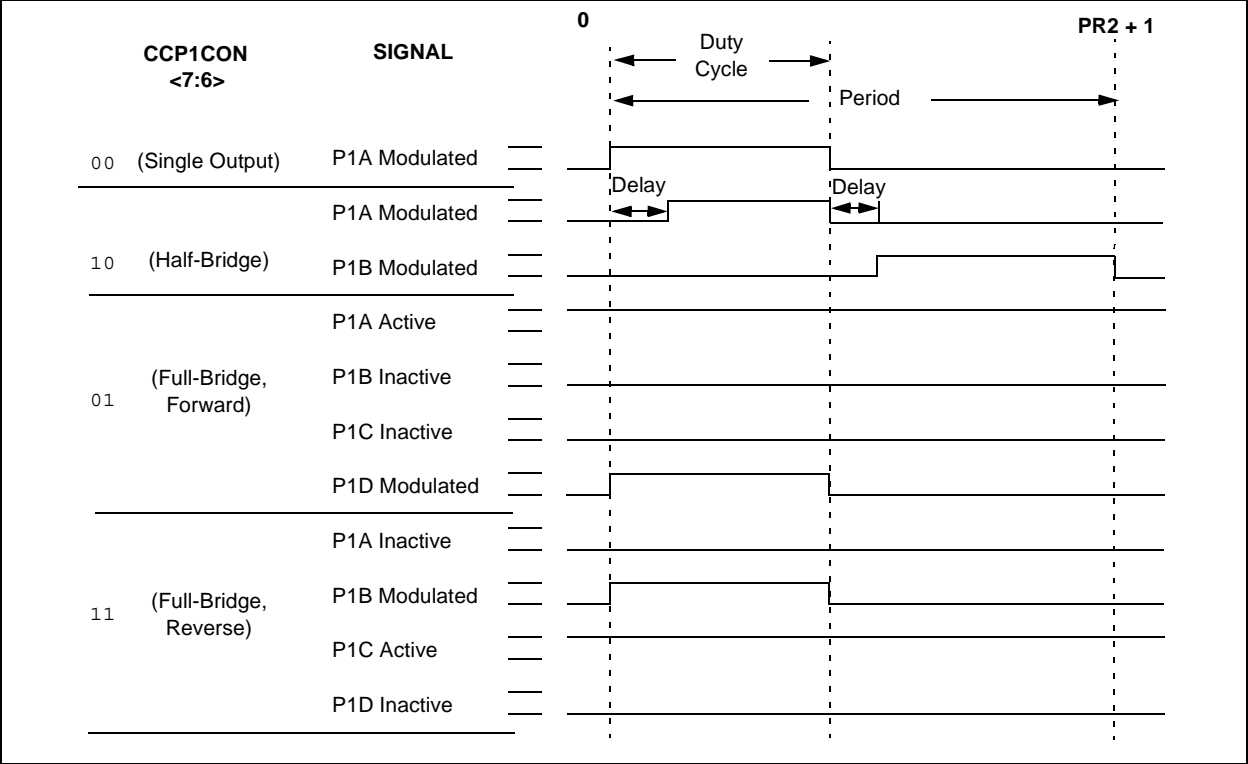 0
PR2 + 1
CCP1CON
<7:6>
SIGNAL
Duty
Cycle
Period
00
(Single Output)
P1A Modulated
Delay
Delay
P1A Modulated
10
(Half-Bridge)
P1B Modulated
P1A Active
01
(Full-Bridge,
Forward)
P1B Inactive
P1C Inactive
P1D Modulated
P1A Inactive
11
(Full-Bridge,
Reverse)
P1B Modulated
P1C Active
P1D Inactive